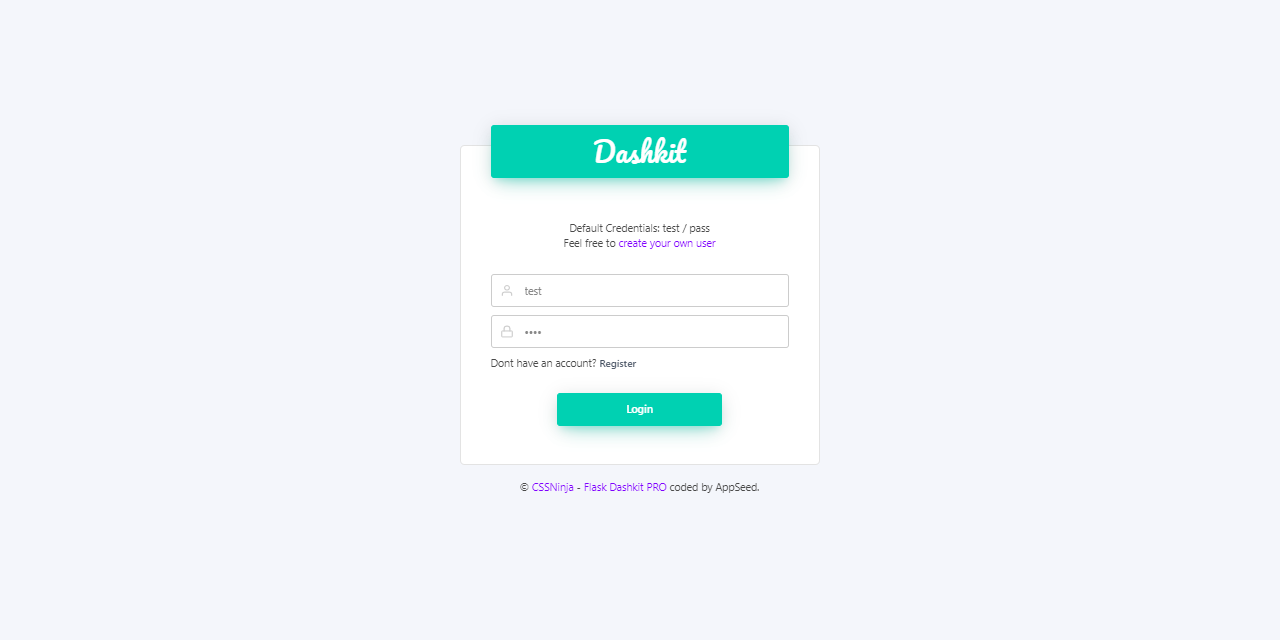 Dashkit
Default Credentials: test / pass
Feel free to create your own user
test
••••
Dont have an account? Register
Login
© CSSNinja - Flask Dashkit PRO coded by AppSeed.